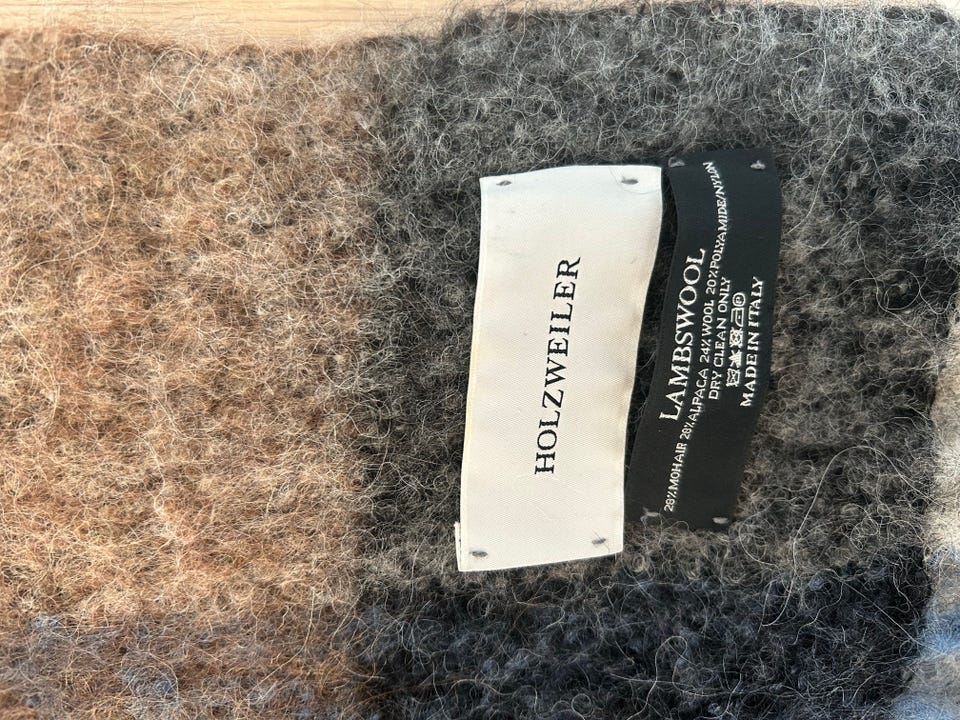 HOLZWEILER
LAMBSWOOL
28%MOHAIR 28%ALPACA 24%WOOL 20%POLYAMIDE/NYLON
DRY CLEAN ONLY
MADE IN ITALY